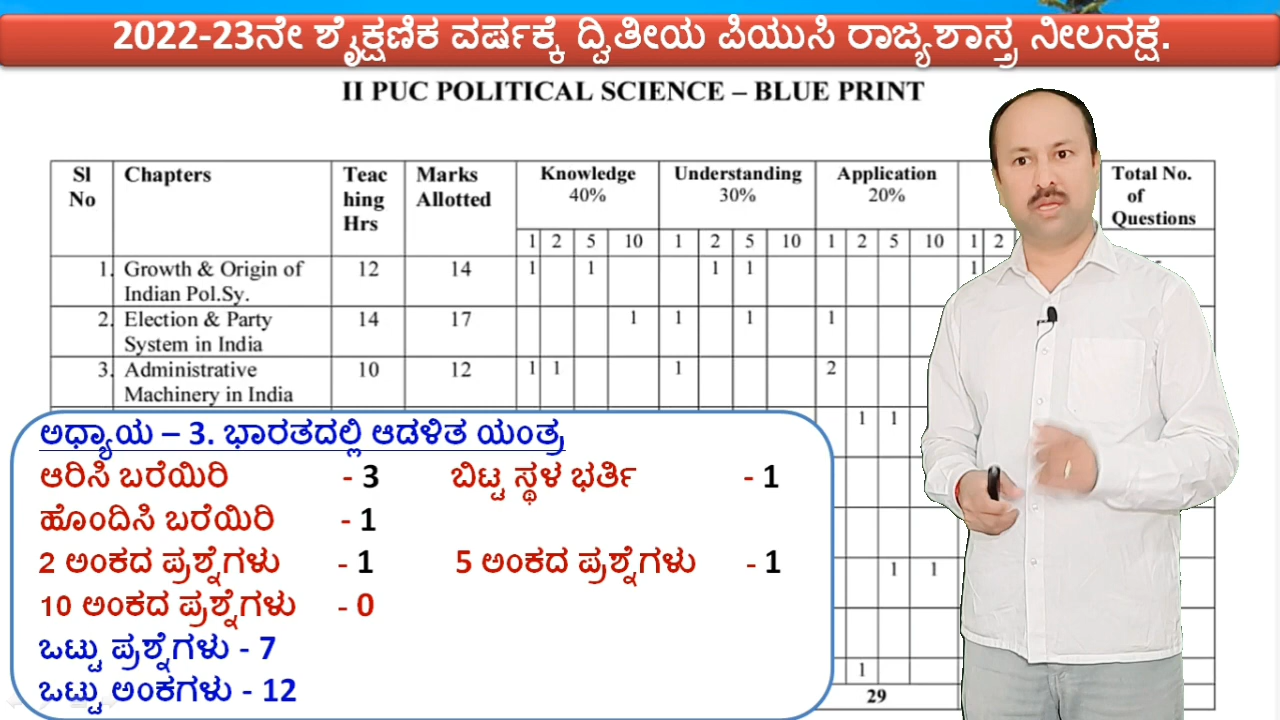 2022-23ನೇ ಶೈಕ್ಷಣಿಕ ವರ್ಷಕ್ಕೆ ದ್ವಿತೀಯ ಪಿಯುಸಿ ರಾಜ್ಯಶಾಸ್ತ್ರ ನೀಲನಕ್ಷೆ.
II PUC POLITICAL SCIENCE – BLUE PRINT
Sl No Chapters Teac hing Hrs Marks Allotted Knowledge 40% Understanding 30% Application 20% Total No. of Questions
1 2 5 10 1 2 5 10 1 2 5 10 1 2
1. Growth & Origin of Indian Pol.Sy. 12 14 1 1 1 1 1
2. Election & Party System in India 14 17 1 1 1 1
3. Administrative Machinery in India 10 12 1 1 1 2
1 1
ಅಧ್ಯಾಯ – 3. ಭಾರತದಲ್ಲಿ ಆಡಳಿತ ಯಂತ್ರ
ಆರಿಸಿ ಬರೆಯಿರಿ - 3 ಬಿಟ್ಟ ಸ್ಥಳ ಭರ್ತಿ - 1
ಹೊಂದಿಸಿ ಬರೆಯಿರಿ - 1
2 ಅಂಕದ ಪ್ರಶ್ನೆಗಳು - 1 5 ಅಂಕದ ಪ್ರಶ್ನೆಗಳು - 1
1 1
10 ಅಂಕದ ಪ್ರಶ್ನೆಗಳು - 0
ಒಟ್ಟು ಪ್ರಶ್ನೆಗಳು - 7
1
ಒಟ್ಟು ಅಂಕಗಳು - 12
29